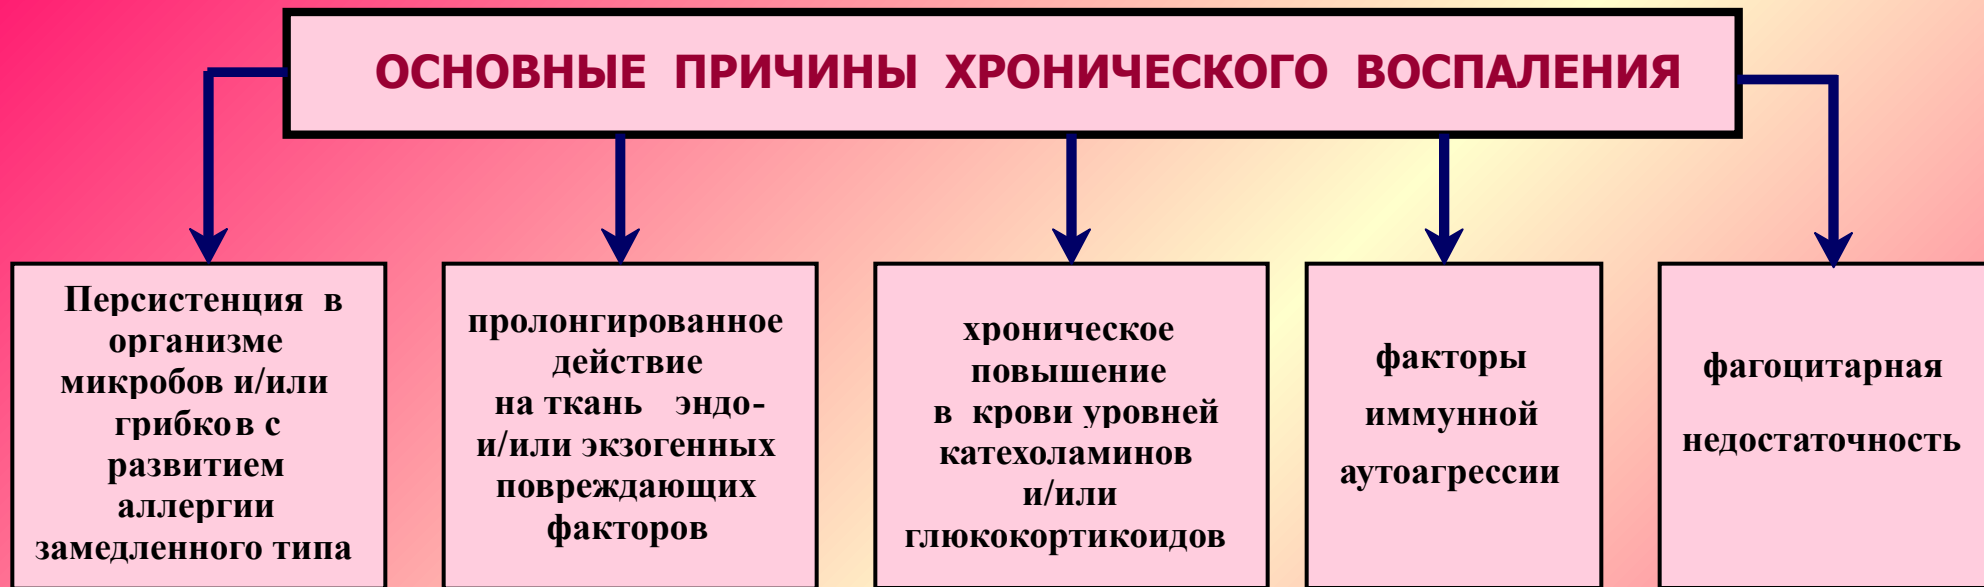 ОСНОВНЫЕ ПРИЧИНЫ ХРОНИЧЕСКОГО ВОСПАЛЕНИЯ
Персистенция в
организме
микробов и/или
грибков с
развитием
аллергии
замедленного типа
пролонгированное
действие
на ткань эндо-
и/или экзогенных
повреждающих
факторов
хроническое
повышение
в крови уровней
катехоламинов
и/или
глюкокортикоидов
факторы
иммунной
аутоагрессии
фагоцитарная
недостаточность